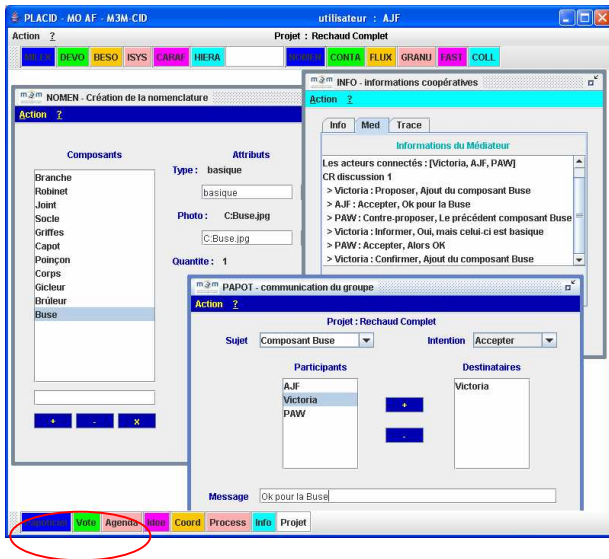 PLACID - MO AF - M3M-CID utilisateur : AJF
Action ? Projet : Rechaud Complet
MILEX DEVO BESO ISYS CARAF HIERA NOMEN CONTA FLUX GRANU FAST COLL
m3m INFO - informations coopératives
Action ?
Info Med Trace
Informations du Médiateur
Les acteurs connectés : [Victoria, AJF, PAW]
CR discussion 1
> Victoria : Proposer, Ajout du composant Buse
> AJF : Accepter, Ok pour la Buse
> PAW : Contre-proposer, Le précédent composant Buse
> Victoria : Informer, Oui, mais celui-ci est basique
> PAW : Accepter, Alors OK
> Victoria : Confirmer, Ajout du composant Buse
m3m NOMEN - Création de la nomenclature
Action ?
Composants
Branche
Robinet
Joint
Socle
Griffes
Capot
Poinçon
Corps
Gicleur
Brûleur
Buse
+ - x
Attributs
Type : basique
basique
Photo : C:Buse.jpg
C:Buse.jpg
Quantite : 1
m3m PAPOT - communication du groupe
Action ?
Projet : Rechaud Complet
Sujet Composant Buse Intention Accepter
Participants Destinataires
AJF Victoria
Victoria
PAW
+
-
Message Ok pour la Buse
Papoticiel Vote Agenda Idee Coord Process Info Projet